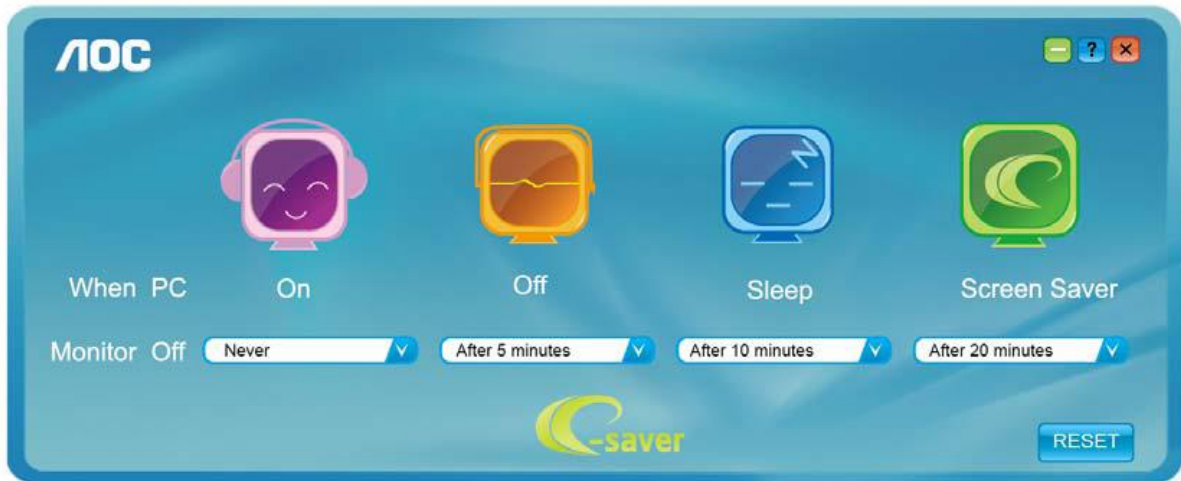 AOC
?
When PC On Off Sleep Screen Saver
Monitor Off Never After 5 minutes After 10 minutes After 20 minutes
e-saver
RESET